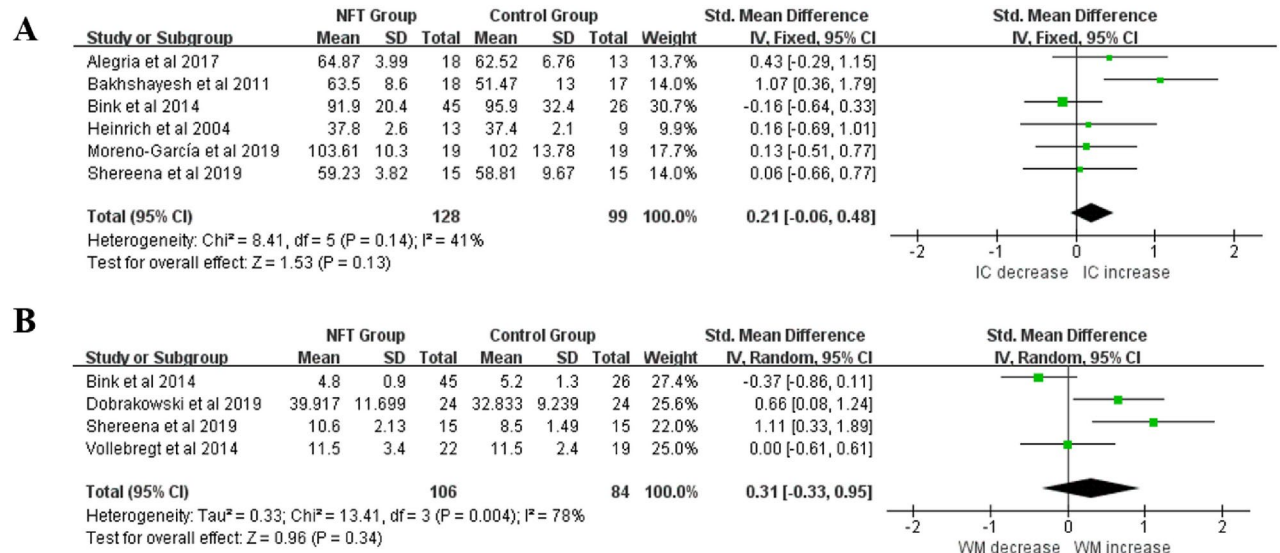 A
NFT Group Control Group Std. Mean Difference Std. Mean Difference
Study or Subgroup Mean SD Total Mean SD Total Weight IV, Fixed, 95% CI IV, Fixed, 95% CI
Alegria et al 2017 64.87 3.99 18 62.52 6.76 13 13.7% 0.43 [-0.29, 1.15]
Bakhshayesh et al 2011 63.5 8.6 18 51.47 13 17 14.0% 1.07 [0.36, 1.79]
Bink et al 2014 91.9 20.4 45 95.9 32.4 26 30.7% -0.16 [-0.64, 0.33]
Heinrich et al 2004 37.8 2.6 13 37.4 2.1 9 9.9% 0.16 [-0.69, 1.01]
Moreno-García et al 2019 103.61 10.3 19 102 13.78 19 17.7% 0.13 [-0.51, 0.77]
Shereena et al 2019 59.23 3.82 15 58.81 9.67 15 14.0% 0.06 [-0.66, 0.77]
Total (95% CI) 128 99 100.0% 0.21 [-0.06, 0.48]
Heterogeneity: Chi² = 8.41, df = 5 (P = 0.14); I² = 41%
Test for overall effect: Z = 1.53 (P = 0.13)
-2 -1 0 1 2
IC decrease IC increase
B
NFT Group Control Group Std. Mean Difference Std. Mean Difference
Study or Subgroup Mean SD Total Mean SD Total Weight IV, Random, 95% CI IV, Random, 95% CI
Bink et al 2014 4.8 0.9 45 5.2 1.3 26 27.4% -0.37 [-0.86, 0.11]
Dobrakowski et al 2019 39.917 11.699 24 32.833 9.239 24 25.6% 0.66 [0.08, 1.24]
Shereena et al 2019 10.6 2.13 15 8.5 1.49 15 22.0% 1.11 [0.33, 1.89]
Vollebregt et al 2014 11.5 3.4 22 11.5 2.4 19 25.0% 0.00 [-0.61, 0.61]
Total (95% CI) 106 84 100.0% 0.31 [-0.33, 0.95]
Heterogeneity: Tau² = 0.33; Chi² = 13.41, df = 3 (P = 0.004); I² = 78%
Test for overall effect: Z = 0.96 (P = 0.34)
-2 -1 0 1 2
WM decrease WM increase